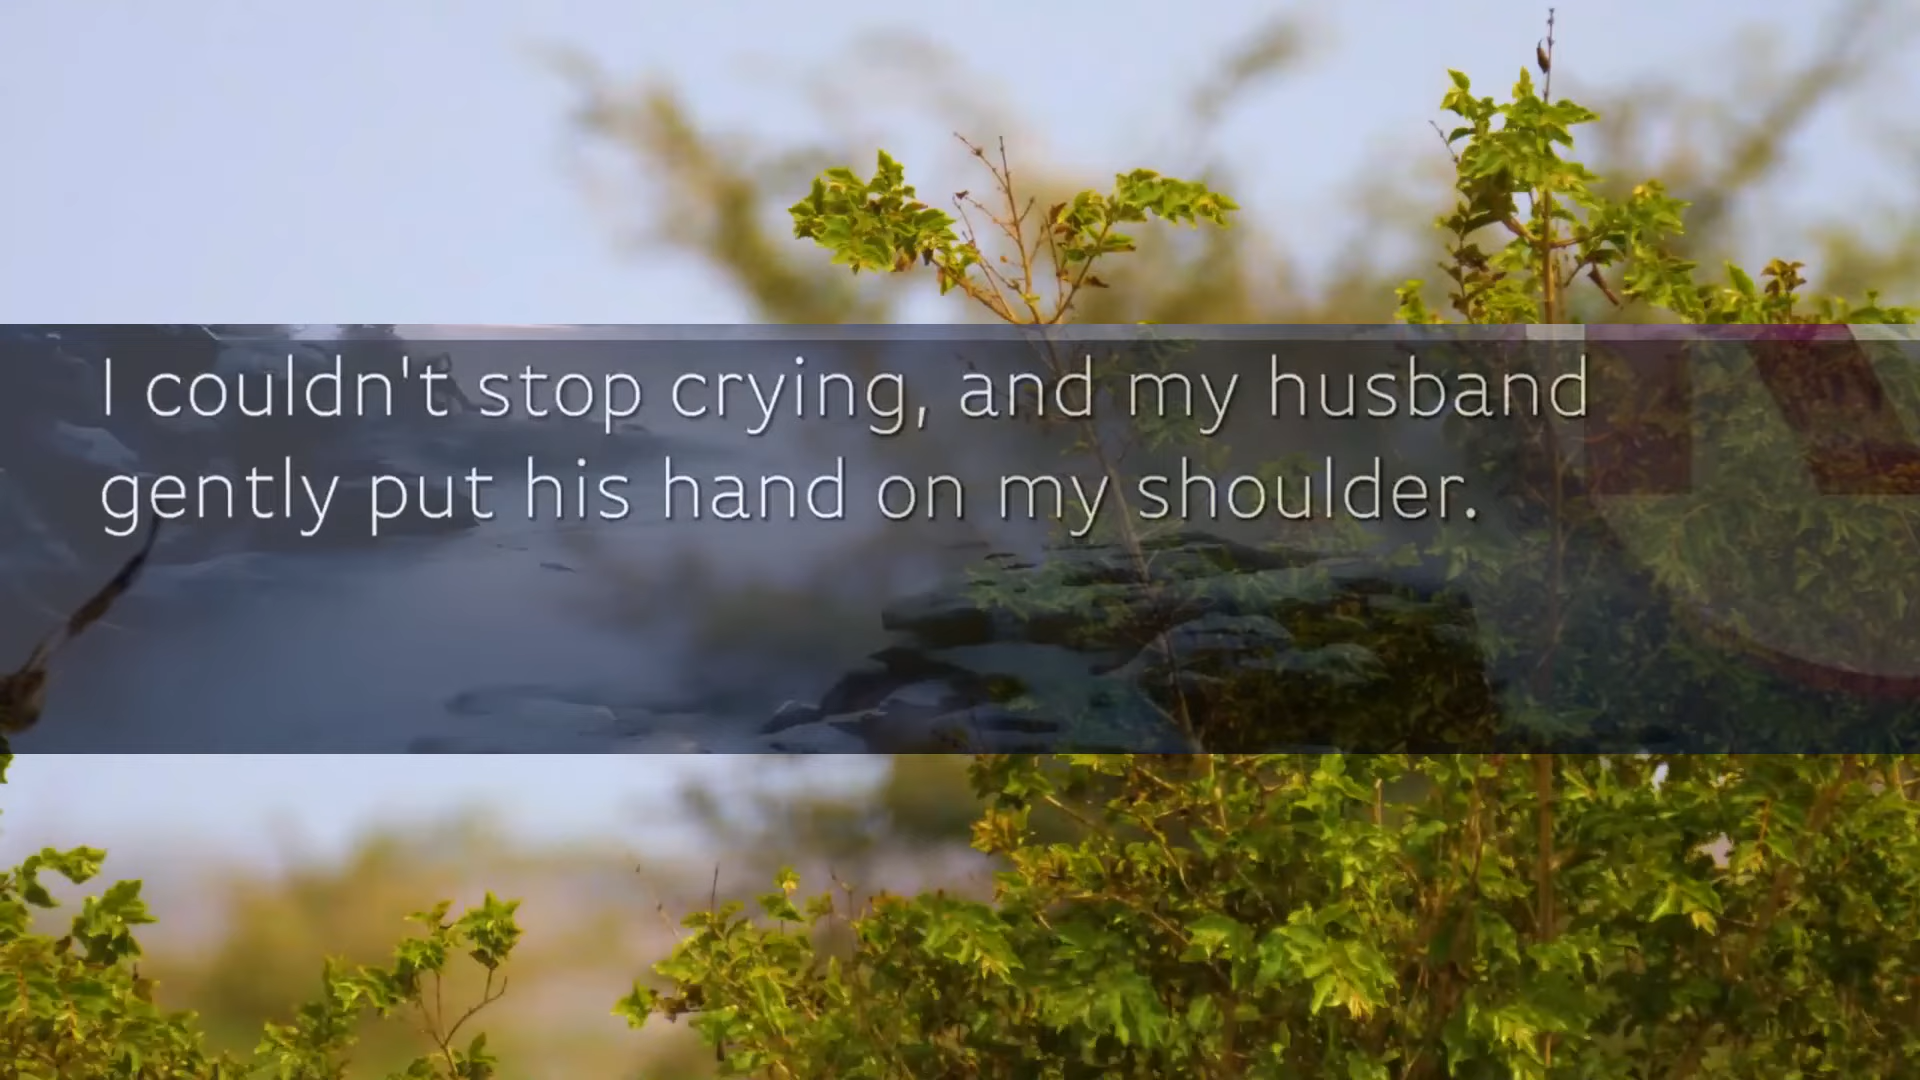 I couldn't stop crying, and my husband
gently put his hand on my shoulder.